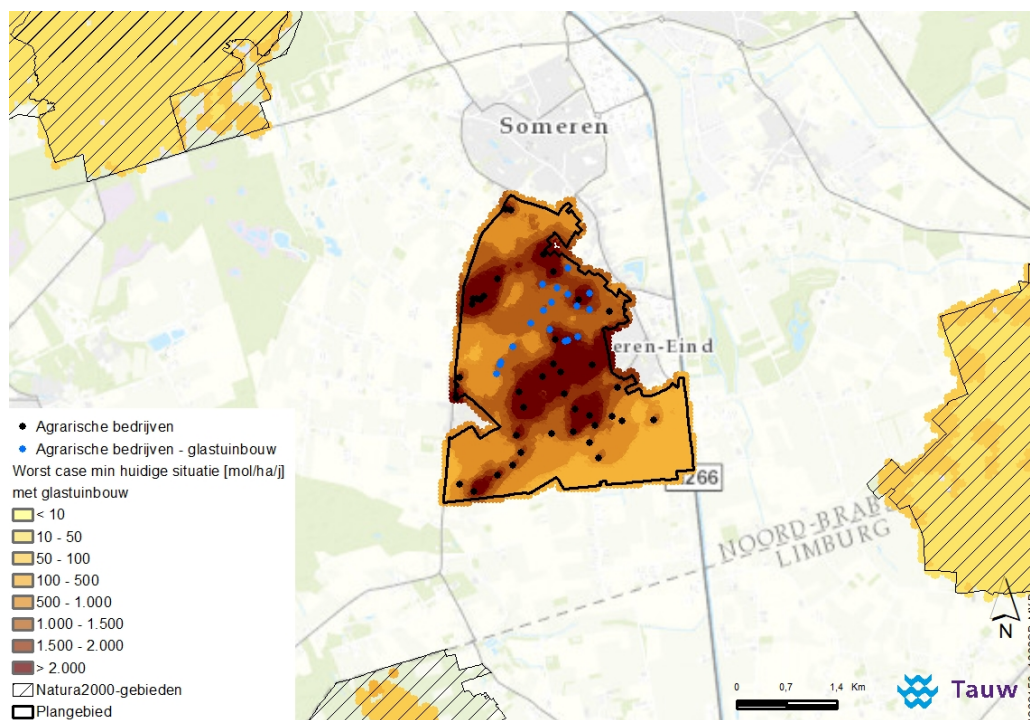 Someren
eren-Eind
266
NOORD-BRABA
LIMBURG
Agrarische bedrijven
Agrarische bedrijven - glastuinbouw
Worst case min huidige situatie [mol/ha/j]
met glastuinbouw
< 10
10 - 50
50 - 100
100 - 500
500 - 1.000
1.000 - 1.500
1.500 - 2.000
> 2.000
Natura2000-gebieden
Plangebied
N
0 0,7 1,4 Km
Tauw